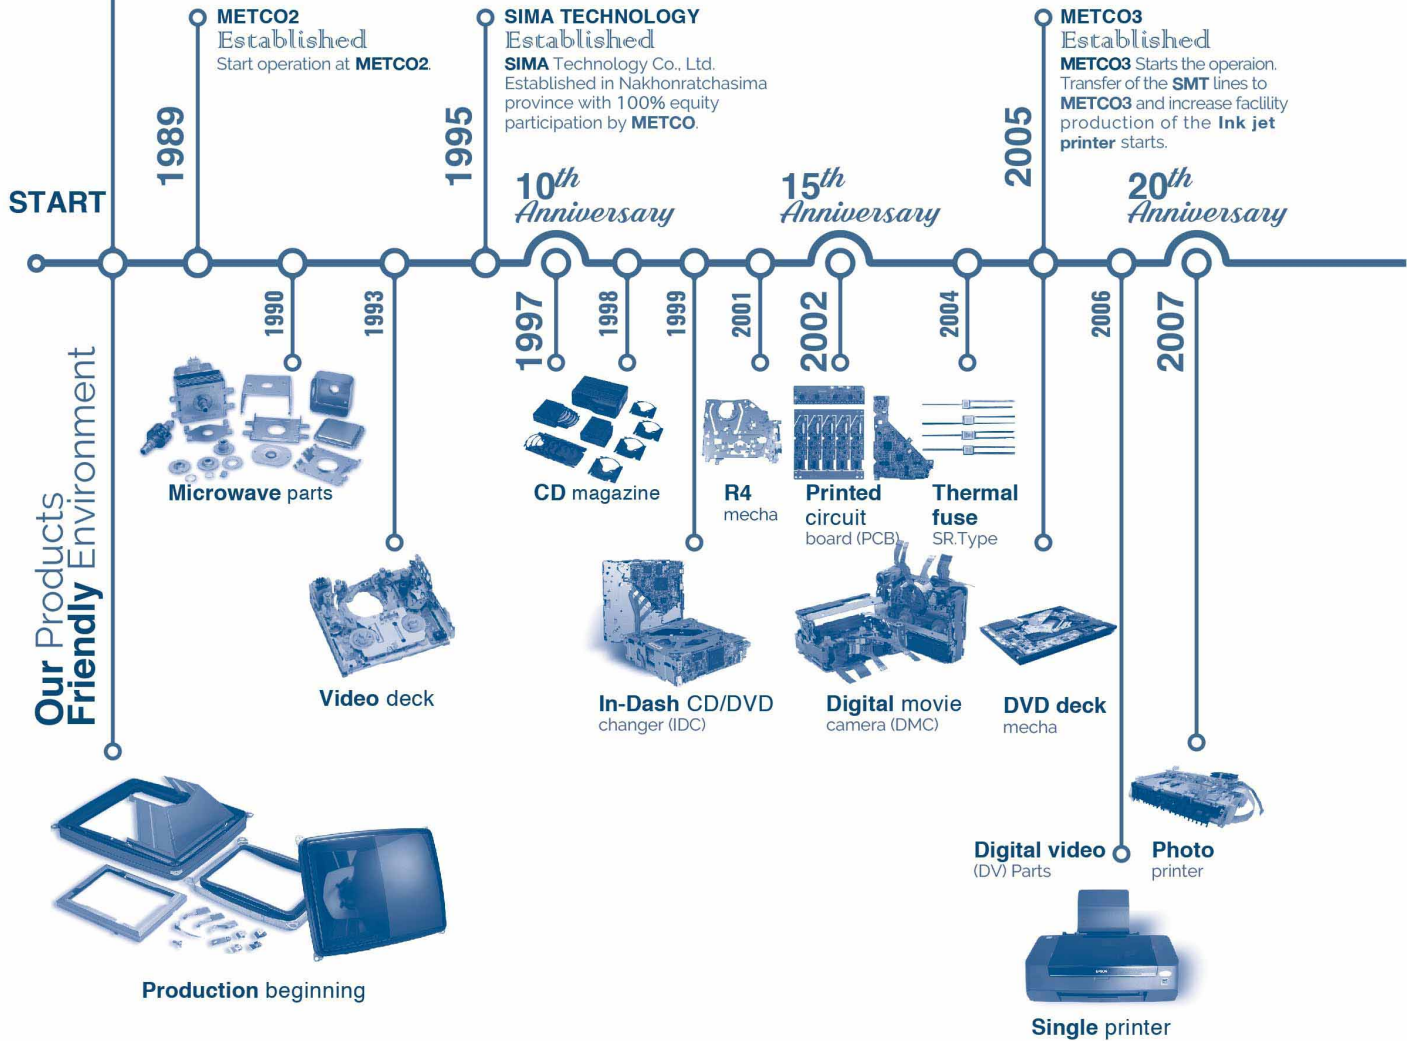 METCO2
Established
Start operation at METCO2.
SIMA TECHNOLOGY
Established
SIMA Technology Co., Ltd.
Established in Nakhonratchasima
province with 100% equity
participation by METCO.
METCO3
Established
METCO3 Starts the operaion.
Transfer of the SMT lines to
METCO3 and increase faclility
production of the Ink jet
printer starts.
1989
1995
2005
START
10th
Anniversary
15th
Anniversary
20th
Anniversary
1990
1993
1997
1998
1999
2001
2002
2004
2006
2007
Our Products
Friendly Environment
Microwave parts
CD magazine
R4
mecha
Printed
circuit
board (PCB)
Thermal
fuse
SR.Type
Video deck
In-Dash CD/DVD
changer (IDC)
Digital movie
camera (DMC)
DVD deck
mecha
Digital video
(DV) Parts
Photo
printer
Production beginning
EPSON
Single printer